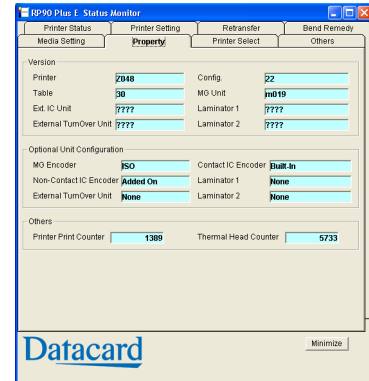 RP90 Plus E Status Monitor
Printer Status Printer Setting Retransfer Bend Remedy
Media Setting Property Printer Select Others
Version
Printer Z048 Config. 22
Table 30 MG Unit m019
Ext. IC Unit ???? Laminator 1 ????
External TurnOver Unit ???? Laminator 2 ????
Optional Unit Configuration
MG Encoder ISO Contact IC Encoder Built-In
Non-Contact IC Encoder Added On Laminator 1 None
External TurnOver Unit None Laminator 2 None
Others
Printer Print Counter 1389 Thermal Head Counter 5733
Datacard
Minimize